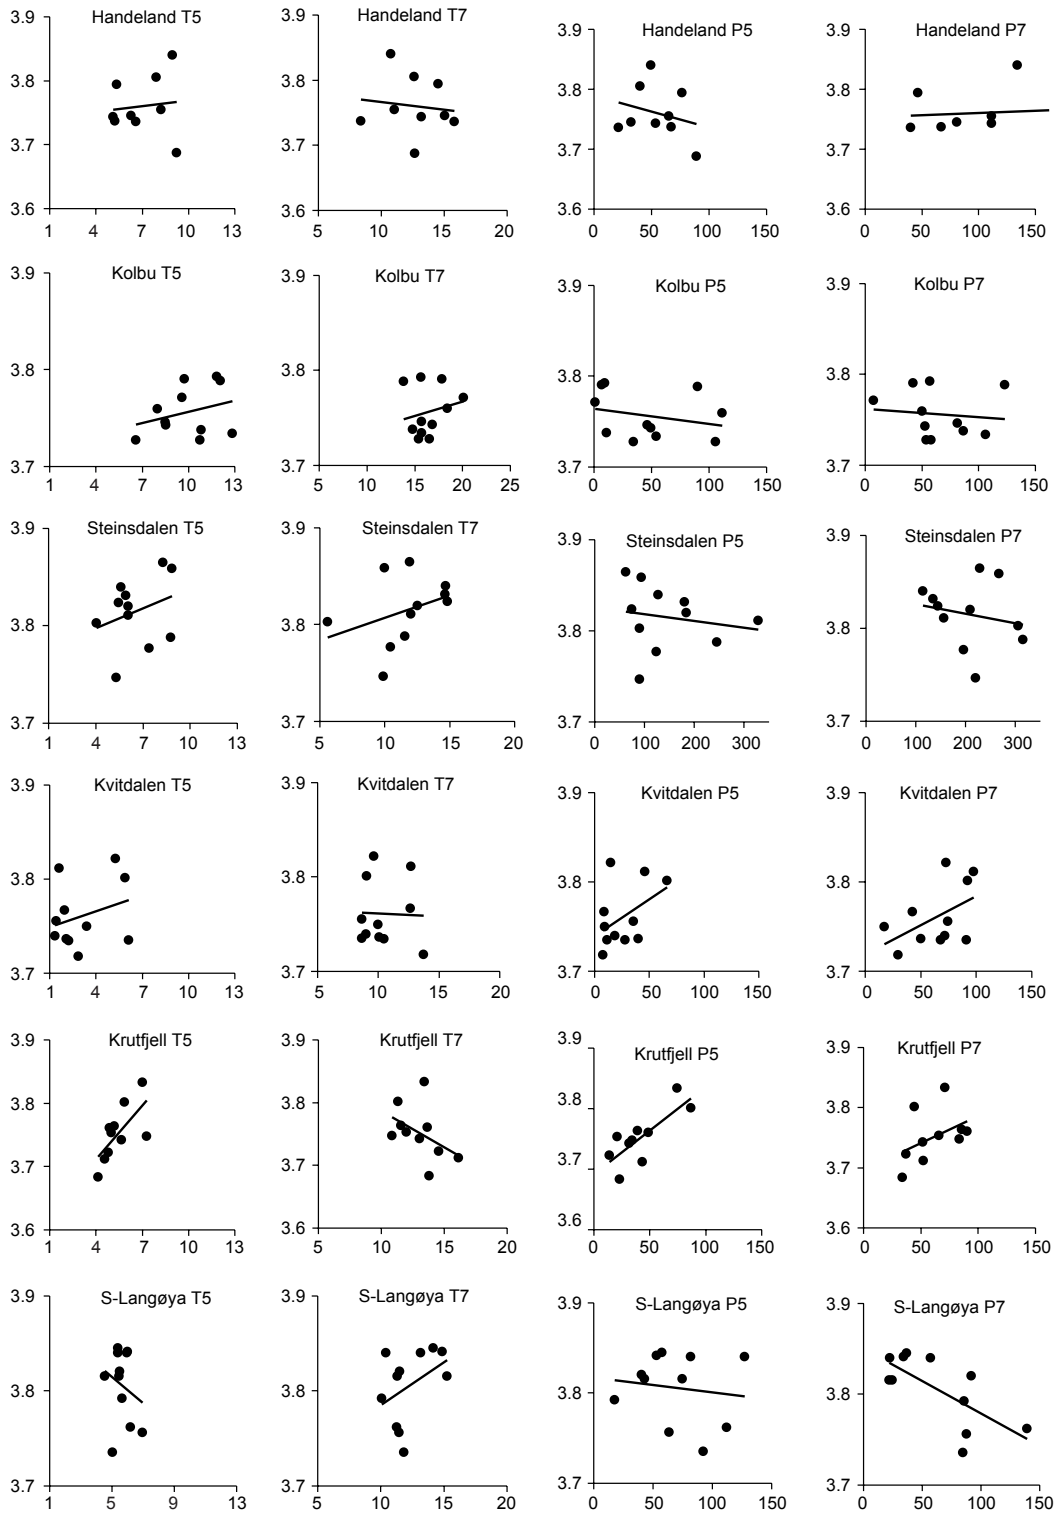 Handeland T5
3.9
3.8
3.7
3.6
1 4 7 10 13
Handeland T7
3.9
3.8
3.7
3.6
5 10 15 20
Handeland P5
3.9
3.8
3.7
3.6
0 50 100 150
Handeland P7
3.9
3.8
3.7
3.6
0 50 100 150
Kolbu T5
3.9
3.8
3.7
1 4 7 10 13
Kolbu T7
3.9
3.8
3.7
5 10 15 20 25
Kolbu P5
3.9
3.8
3.7
0 50 100 150
Kolbu P7
3.9
3.8
3.7
0 50 100 150
Steinsdalen T5
3.9
3.8
3.7
1 4 7 10 13
Steinsdalen T7
3.9
3.8
3.7
5 10 15 20
Steinsdalen P5
3.9
3.8
3.7
0 100 200 300
Steinsdalen P7
3.9
3.8
3.7
0 100 200 300
Kvitdalen T5
3.9
3.8
3.7
1 4 7 10 13
Kvitdalen T7
3.9
3.8
3.7
5 10 15 20
Kvitdalen P5
3.9
3.8
3.7
0 50 100 150
Kvitdalen P7
3.9
3.8
3.7
0 50 100 150
Krutfjell T5
3.9
3.8
3.7
3.6
1 4 7 10 13
Krutfjell T7
3.9
3.8
3.7
3.6
5 10 15 20
Krutfjell P5
3.9
3.8
3.7
3.6
0 50 100 150
Krutfjell P7
3.9
3.8
3.7
3.6
0 50 100 150
S-Langøya T5
3.9
3.8
3.7
1 5 9 13
S-Langøya T7
3.9
3.8
3.7
5 10 15 20
S-Langøya P5
3.9
3.8
3.7
0 50 100 150
S-Langøya P7
3.9
3.8
3.7
0 50 100 150